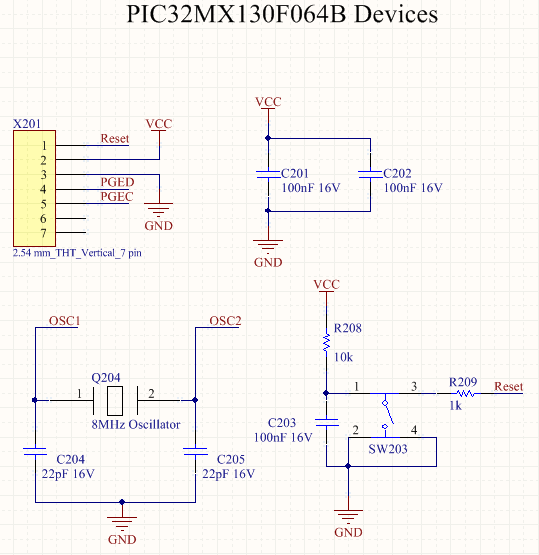 PIC32MX130F064B Devices
X201
1
Reset
VCC
2
3
4
PGED
5
PGEC
6
7
GND
2.54 mm_THT_Vertical_7 pin
VCC
C201
100nF 16V
C202
100nF 16V
GND
OSC1
OSC2
Q204
1
2
8MHz Oscillator
C204
22pF 16V
C205
22pF 16V
GND
VCC
R208
10k
1
3
R209
1k
Reset
C203
100nF 16V
2
4
SW203
GND